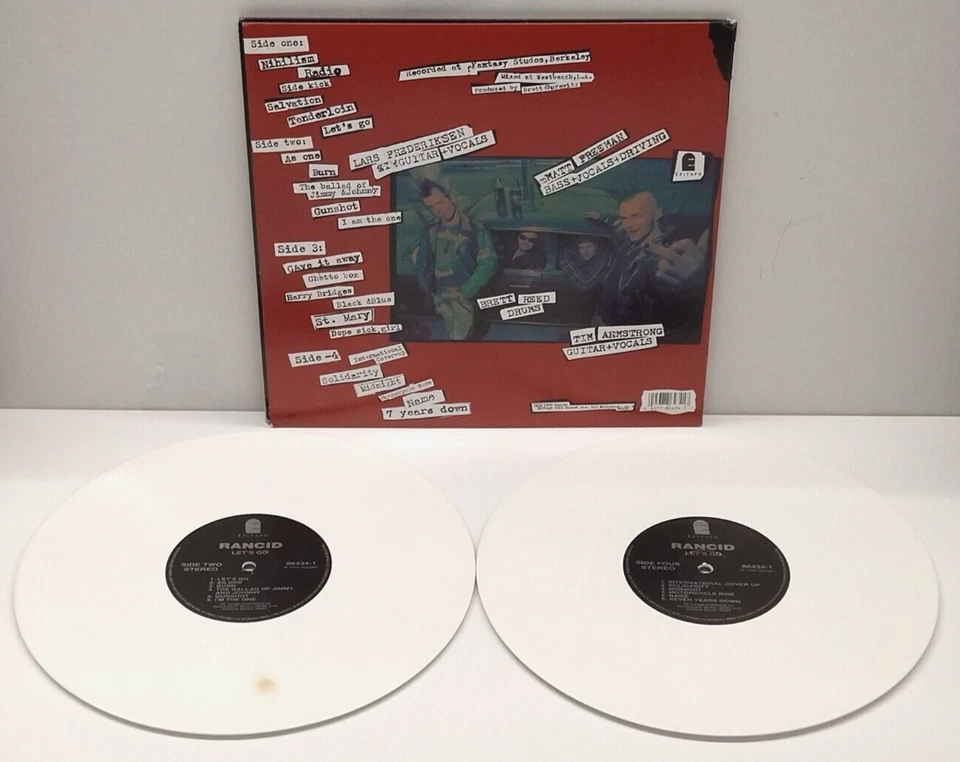 Side one:
Nihilism
Radio
Side kick
Salvation
Tenderloin
Let's go
Side two:
As one
Burn
The ballad of
Jimmy &Johnny
Gunshot
I am the one
Side 3:
Gave it away
Ghetto box
Harry Bridges
Black &Blue
St. Mary
Dope sick,girl
Side -4
International
Cover-up
Solidarity
Midnight
Motorcycle Ride
Name
7 years down
Recorded at Fantasy Studos,Berkeley
Mixed at Westbeach,
Produced by Brett Gurewitz
LARS FREDERIKSEN
GUITAR+VOCALS
MATT FREEMAN
BASS+VOCALS+DRIVING
EPITAPH
BRETT REED
DRUMS
TIM ARMSTRONG
GUITAR+VOCALS
EPITAPH
RANCID
LET'S GO
SIDE TWO
STEREO
86434-1
1. LET'S GO
2. AS ONE
3. BURN
4. THE BALLAD OF JIMMY
AND JOHNNY
5. GUNSHOT
6. I'M THE ONE
EPITAPH
RANCID
LET'S GO
SIDE FOUR
STEREO
86434-1
1. INTERNATIONAL COVER UP
2. SOLIDARITY
3. MIDNIGHT
4. MOTORCYCLE RIDE
5. NAME
6. SEVEN YEARS DOWN